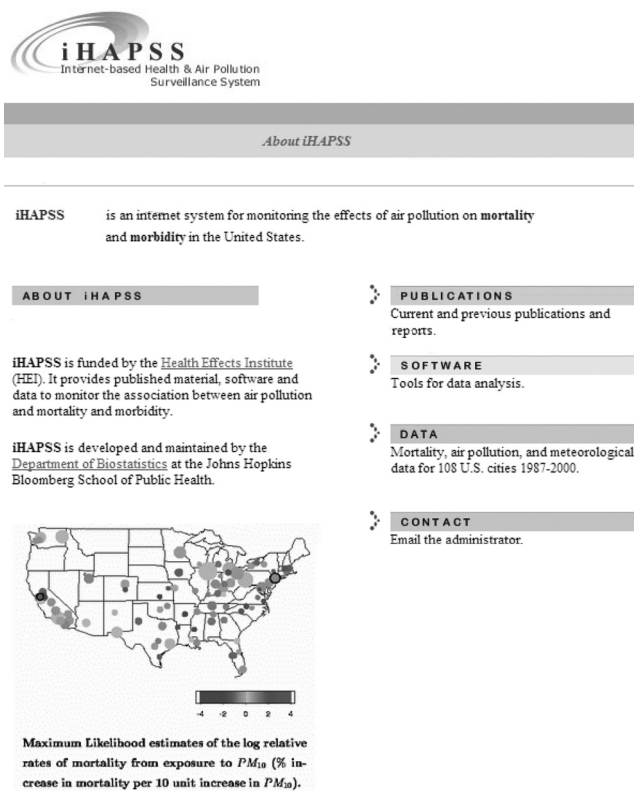 iHAPSS
Internet-based Health & Air Pollution
Surveillance System
About iHAPSS
iHAPSS is an internet system for monitoring the effects of air pollution on mortality
and morbidity in the United States.
ABOUT iHAPSS
iHAPSS is funded by the Health Effects Institute
(HEI). It provides published material, software and
data to monitor the association between air pollution
and mortality and morbidity.
iHAPSS is developed and maintained by the
Department of Biostatistics at the Johns Hopkins
Bloomberg School of Public Health.
-4 -2 0 2 4
Maximum Likelihood estimates of the log relative
rates of mortality from exposure to PM10 (% in-
crease in mortality per 10 unit increase in PM10).
PUBLICATIONS
Current and previous publications and
reports.
SOFTWARE
Tools for data analysis.
DATA
Mortality, air pollution, and meteorological
data for 108 U.S. cities 1987-2000.
CONTACT
Email the administrator.